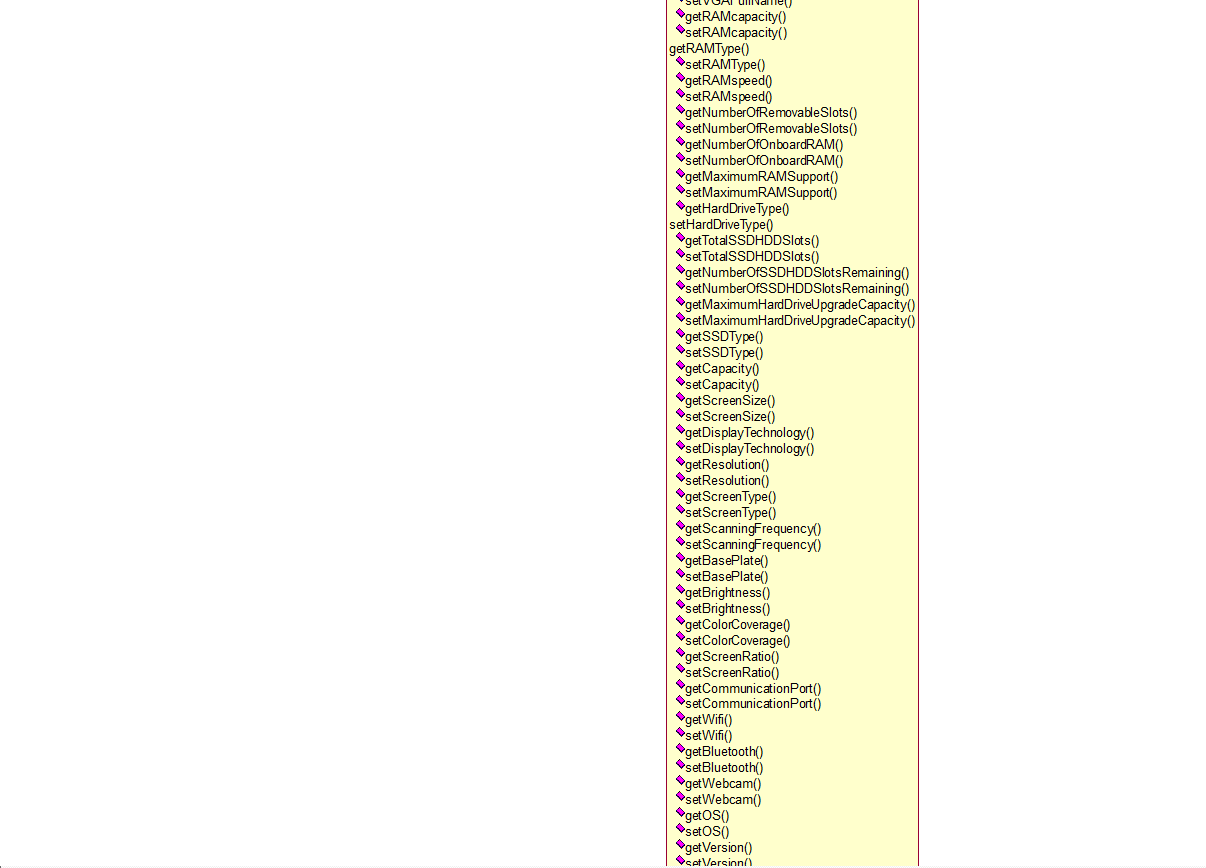 setVGAFullName()
getRAMcapacity()
setRAMcapacity()
getRAMType()
setRAMType()
getRAMspeed()
setRAMspeed()
getNumberOfRemovableSlots()
setNumberOfRemovableSlots()
getNumberOfOnboardRAM()
setNumberOfOnboardRAM()
getMaximumRAMSupport()
setMaximumRAMSupport()
getHardDriveType()
setHardDriveType()
getTotalSSDHDDSlots()
setTotalSSDHDDSlots()
getNumberOfSSDHDDSlotsRemaining()
setNumberOfSSDHDDSlotsRemaining()
getMaximumHardDriveUpgradeCapacity()
setMaximumHardDriveUpgradeCapacity()
getSSDType()
setSSDType()
getCapacity()
setCapacity()
getScreenSize()
setScreenSize()
getDisplayTechnology()
setDisplayTechnology()
getResolution()
setResolution()
getScreenType()
setScreenType()
getScanningFrequency()
setScanningFrequency()
getBasePlate()
setBasePlate()
getBrightness()
setBrightness()
getColorCoverage()
setColorCoverage()
getScreenRatio()
setScreenRatio()
getCommunicationPort()
setCommunicationPort()
getWifi()
setWifi()
getBluetooth()
setBluetooth()
getWebcam()
setWebcam()
getOS()
setOS()
getVersion()
setVersion()